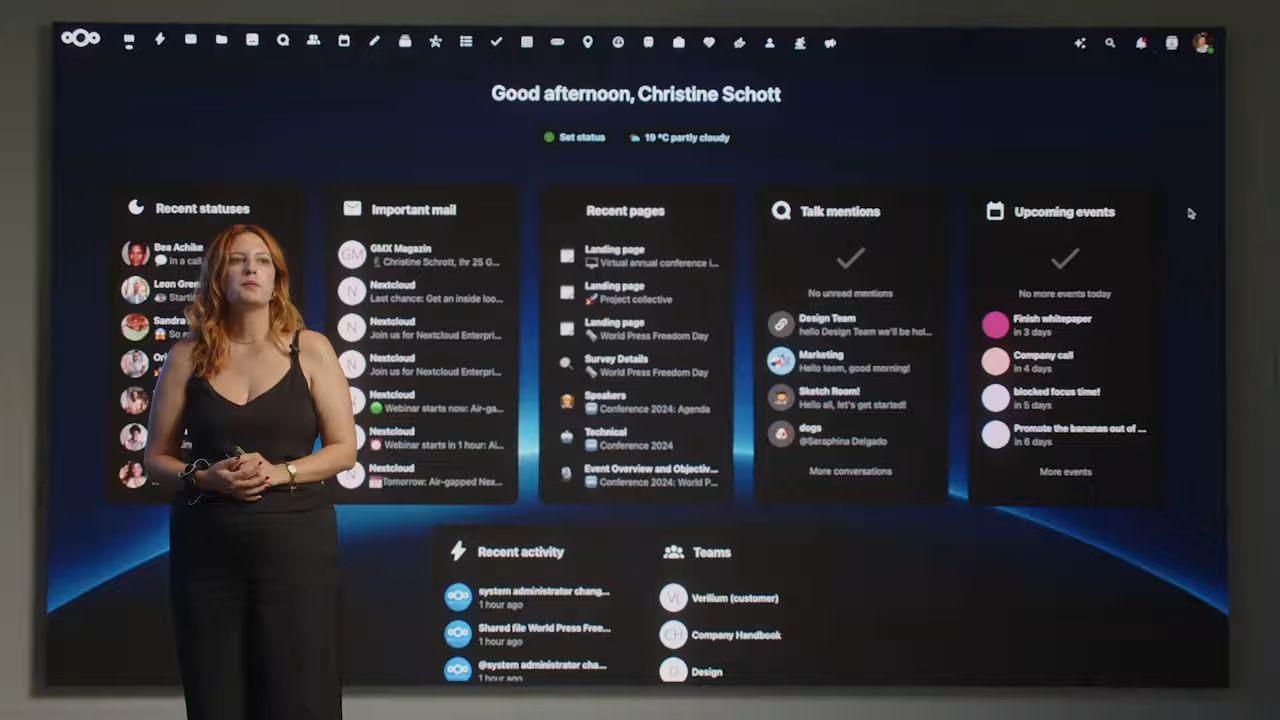 Good afternoon, Christine Schott
Set status
19 °C partly cloudy
Recent statuses
Bea Achike
In a call
Leon Gree
Startin
Sandra
So
Important mail
GM
GMX Magazin
Christine Schrott, Ihr 25 G...
N
Nextcloud
Last chance: Get an inside loo...
N
Nextcloud
Join us for Nextcloud Enterpri...
N
Nextcloud
Join us for Nextcloud Enterpri...
Nextcloud
Webinar starts now: Air-ga...
Nextcloud
Webinar starts in 1 hour: Ai...
N
Nextcloud
Tomorrow: Air-gapped Nex...
Recent pages
Landing page
Virtual annual conference i...
Landing page
Project collective
Landing page
World Press Freedom Day
Survey Details
World Press Freedom Day
Speakers
Conference 2024: Agenda
Technical
Conference 2024
Event Overview and Objectiv...
Conference 2024: World P...
Talk mentions
No unread mentions
Design Team
hello Design Team we'll be hol...
Marketing
Hello team, good morning!
Sketch Room!
Hello all, let's get started!
dogs
@Seraphina Delgado
More conversations
Upcoming events
No more events today
Finish whitepaper
in 3 days
Company call
in 4 days
blocked focus time!
in 5 days
Promote the bananas out of ...
in 6 days
More events
Recent activity
system administrator chang...
1 hour ago
Shared file World Press Free...
1 hour ago
@system administrator cha...
1 hour ago
Teams
V(
Verilium (customer)
CH
Company Handbook
D
Design